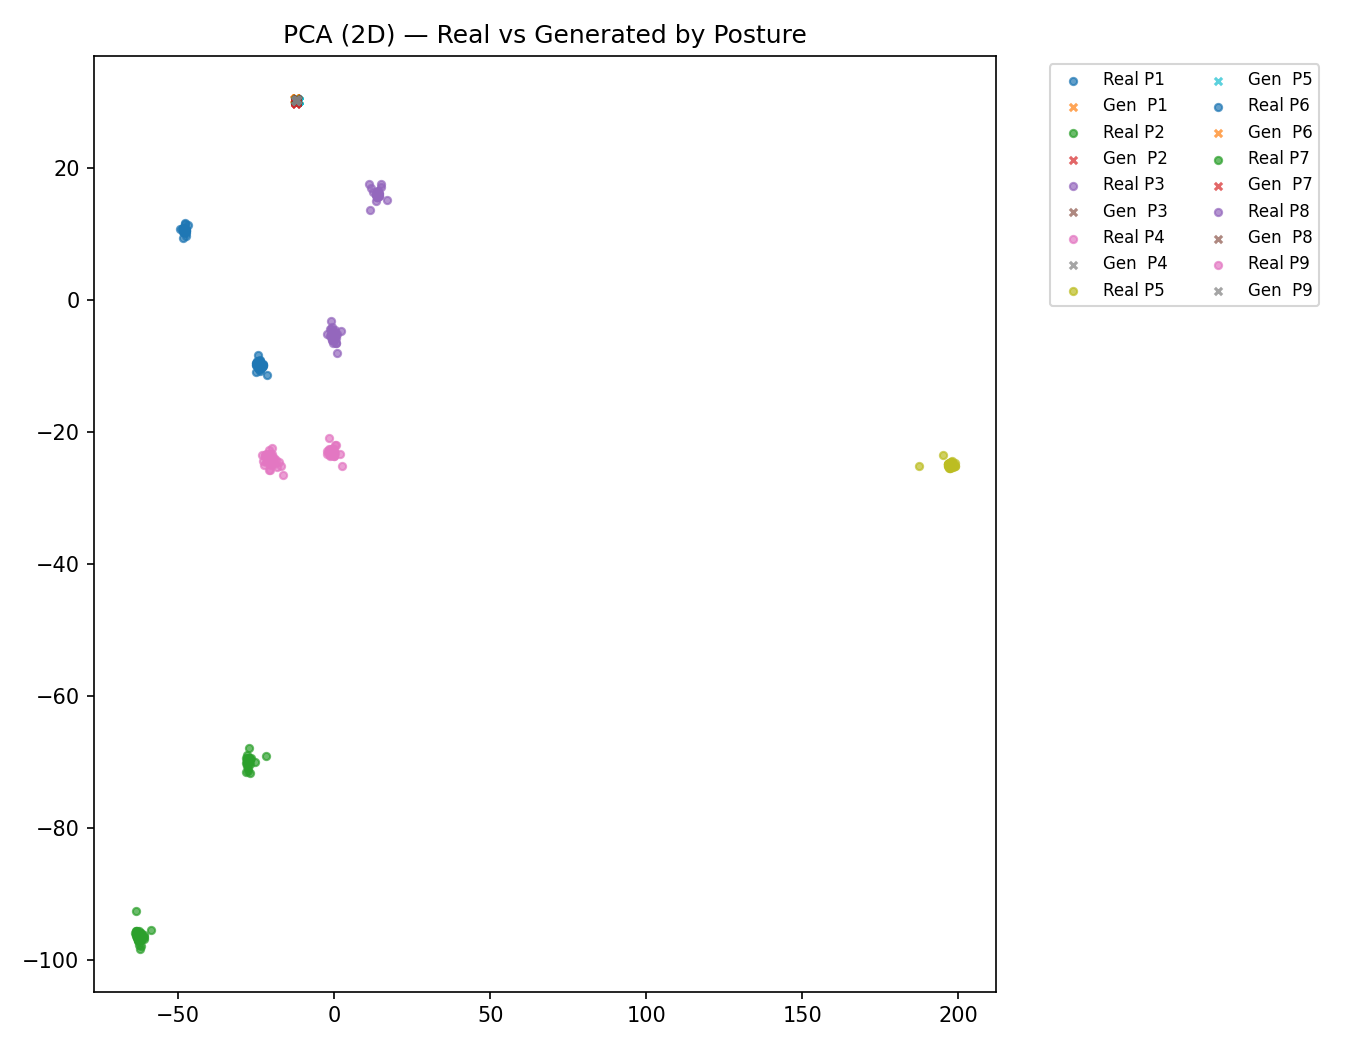 PCA (2D) — Real vs Generated by Posture
Real P1
Gen P1
Real P2
Gen P2
Real P3
Gen P3
Real P4
Gen P4
Real P5
Gen P5
Real P6
Gen P6
Real P7
Gen P7
Real P8
Gen P8
Real P9
Gen P9
20
0
−20
−40
−60
−80
−100
−50
0
50
100
150
200